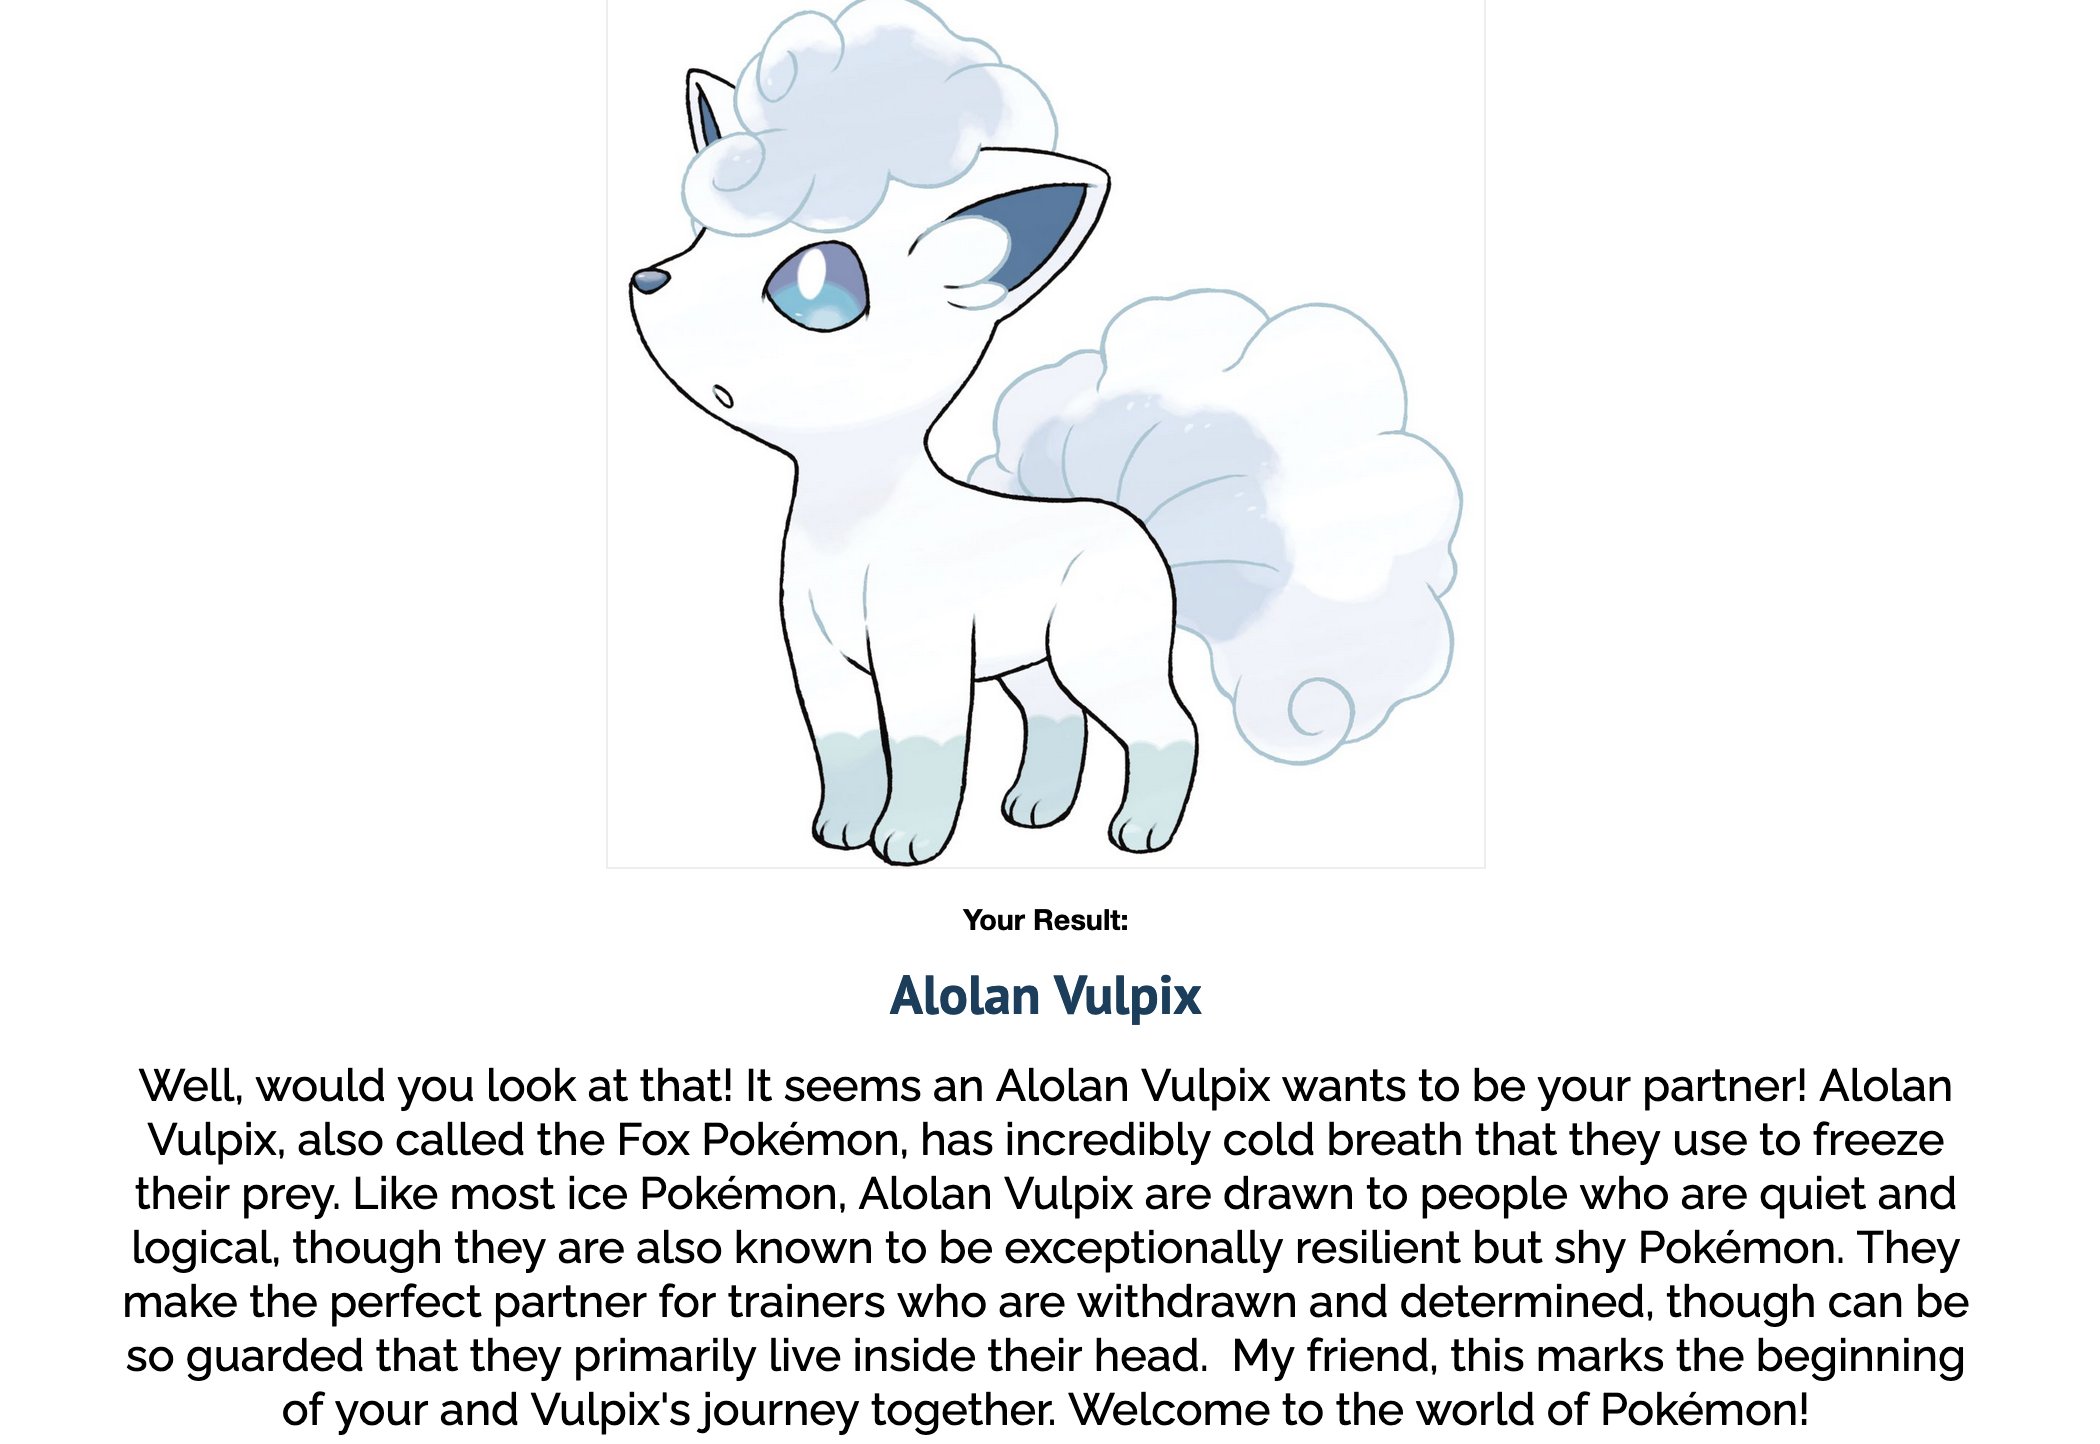 Your Result:
Alolan Vulpix
Well, would you look at that! It seems an Alolan Vulpix wants to be your partner! Alolan
Vulpix, also called the Fox Pokémon, has incredibly cold breath that they use to freeze
their prey. Like most ice Pokémon, Alolan Vulpix are drawn to people who are quiet and
logical, though they are also known to be exceptionally resilient but shy Pokémon. They
make the perfect partner for trainers who are withdrawn and determined, though can be
so guarded that they primarily live inside their head.  My friend, this marks the beginning
of your and Vulpix's journey together. Welcome to the world of Pokémon!